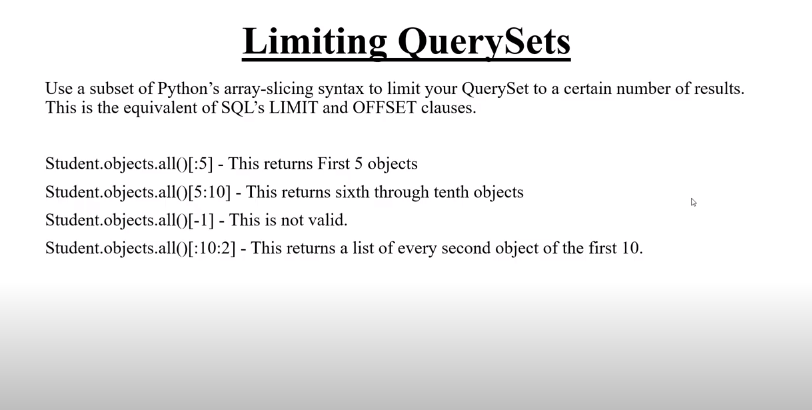 Limiting QuerySets
Use a subset of Python's array-slicing syntax to limit your QuerySet to a certain number of results.
This is the equivalent of SQL's LIMIT and OFFSET clauses.
Student.objects.all()[:5] - This returns First 5 objects
Student.objects.all()[5:10] - This returns sixth through tenth objects
Student.objects.all()[-1] - This is not valid.
Student.objects.all()[:10:2] - This returns a list of every second object of the first 10.